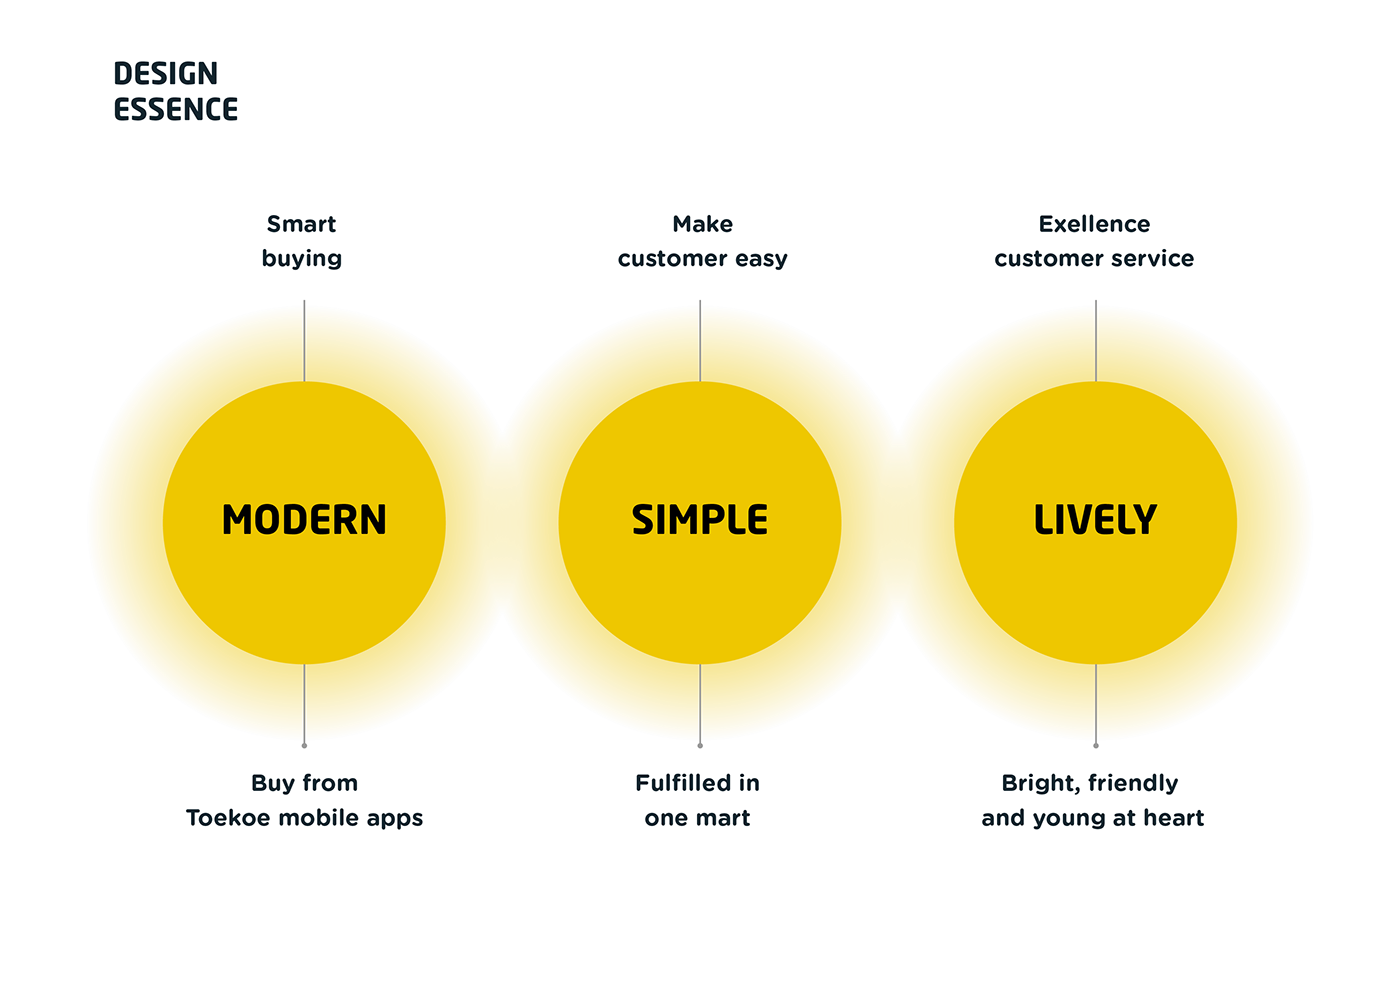 DESIGN
ESSENCE
Smart
buying
Make
customer easy
Exellence
customer service
MODERN
SIMPLE
LIVELY
Buy from
Toekoe mobile apps
Fulfilled in
one mart
Bright, friendly
and young at heart